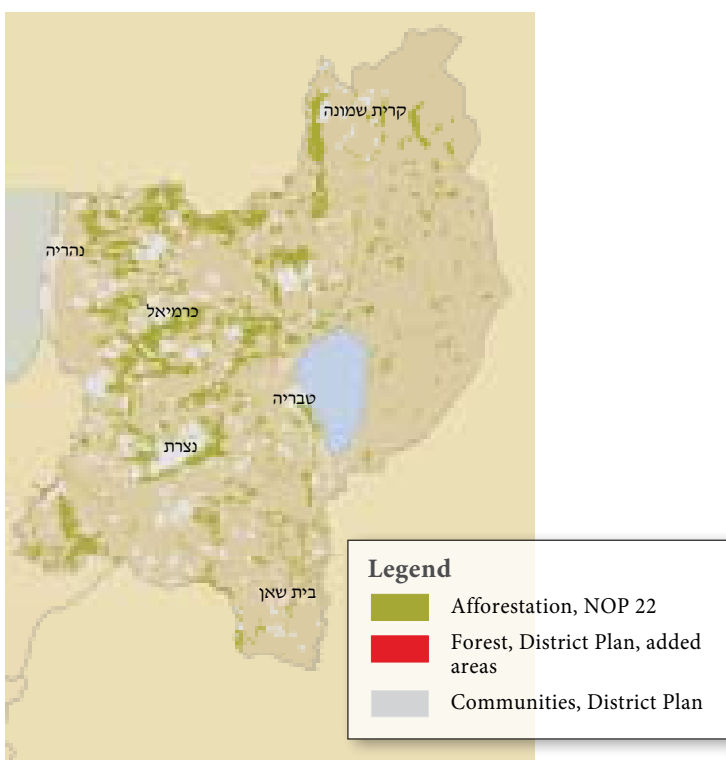 קרית שמונה
נהריה
כרמיאל
טבריה
נצרת
בית שאן
Legend
Afforestation, NOP 22
Forest, District Plan, added
areas
Communities, District Plan